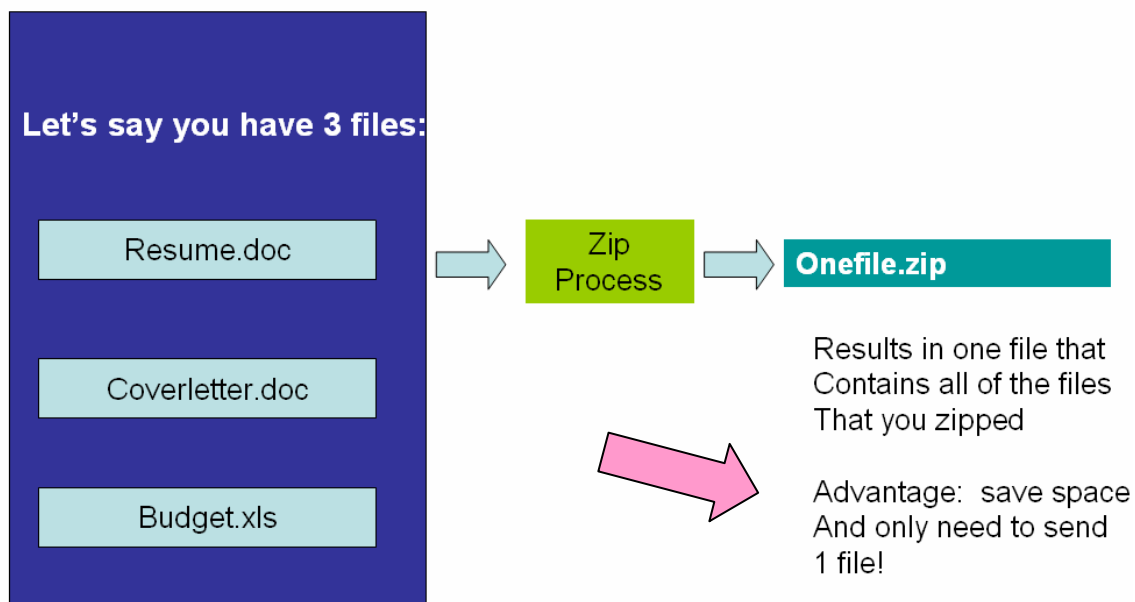 Let's say you have 3 files:
Resume.doc
Coverletter.doc
Budget.xls
Zip
Process
Onefile.zip
Results in one file that
Contains all of the files
That you zipped
Advantage:  save space
And only need to send
1 file!